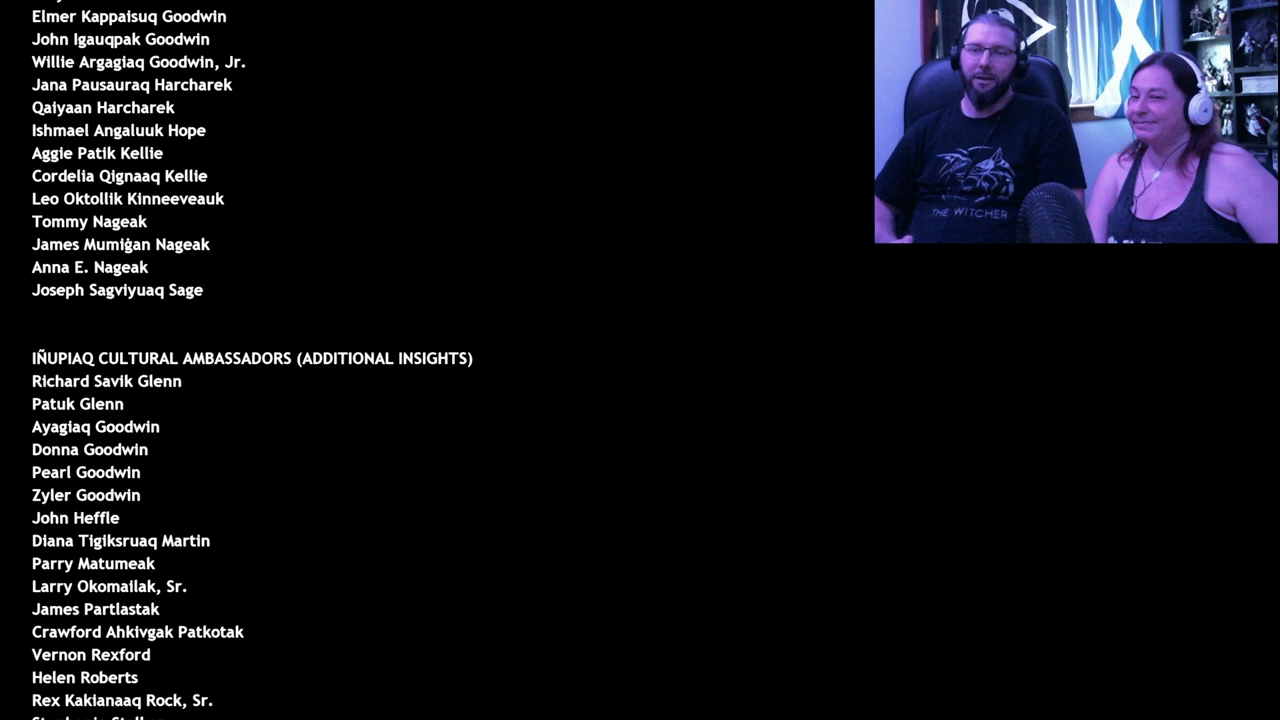 Elmer Kappaisuq Goodwin
John Igauqpak Goodwin
Willie Argagiaq Goodwin, Jr.
Jana Pausauraq Harcharek
Qaiyaan Harcharek
Ishmael Angaluuk Hope
Aggie Patik Kellie
Cordelia Qignaaq Kellie
Leo Oktollik Kinneeveauk
Tommy Nageak
James Mumiġan Nageak
Anna E. Nageak
Joseph Sagviyuaq Sage
THE WITCHER
IÑUPIAQ CULTURAL AMBASSADORS (ADDITIONAL INSIGHTS)
Richard Savik Glenn
Patuk Glenn
Ayagiaq Goodwin
Donna Goodwin
Pearl Goodwin
Zyler Goodwin
John Heffle
Diana Tigiksruaq Martin
Parry Matumeak
Larry Okomailak, Sr.
James Partlastak
Crawford Ahkivgak Patkotak
Vernon Rexford
Helen Roberts
Rex Kakianaaq Rock, Sr.